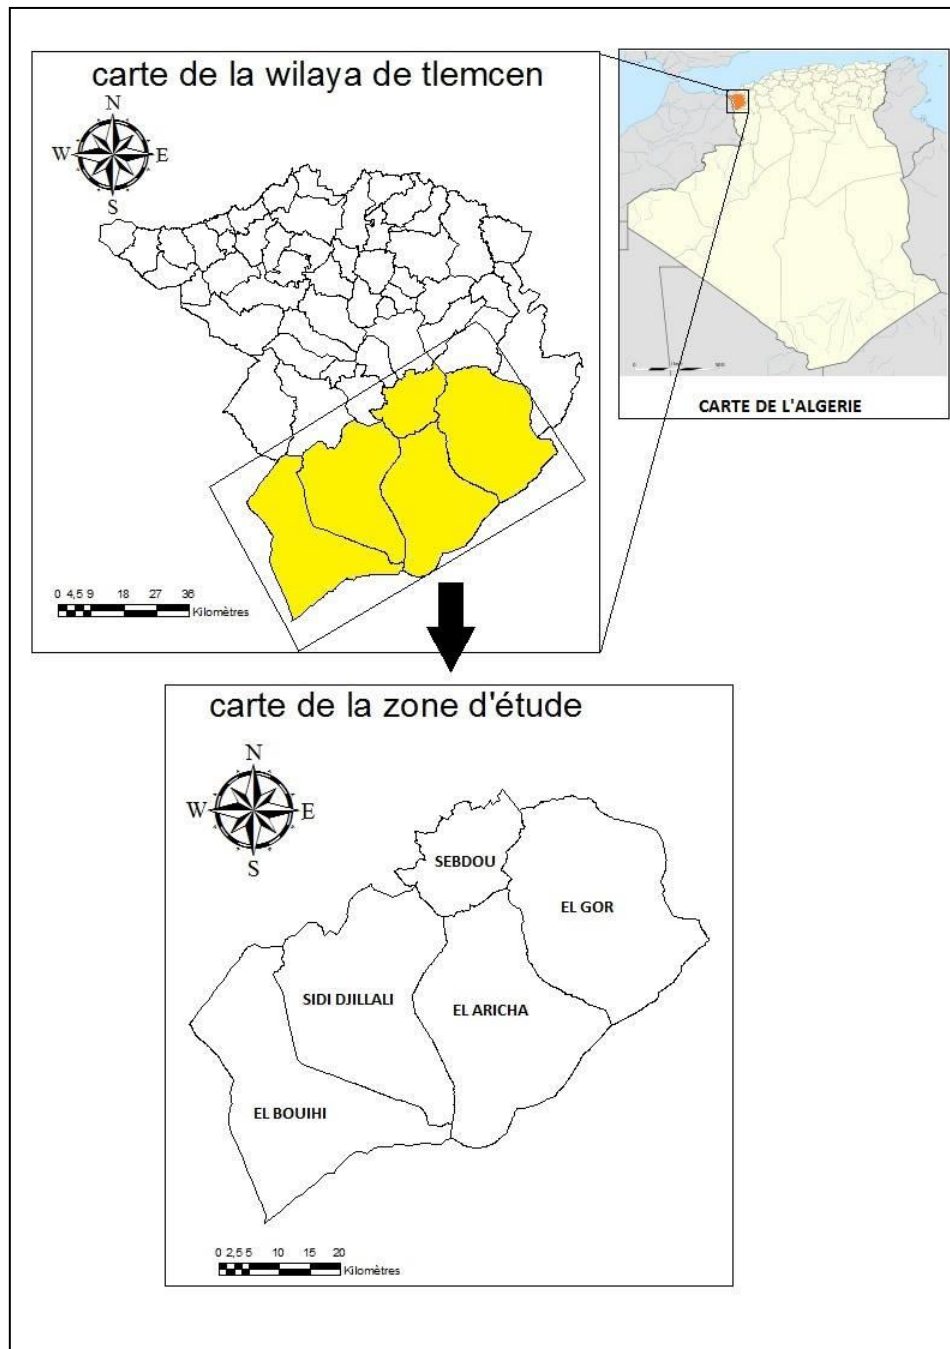 carte de la wilaya de tlemcen
N
W E
S
0 4,5 9 18 27 36
Kilomètres
CARTE DE L'ALGERIE
carte de la zone d'étude
N
W E
S
SEBDOU
EL GOR
SIDI DJILLALI
EL ARICHA
EL BOUIHI
0 2,5 5 10 15 20
Kilomètres